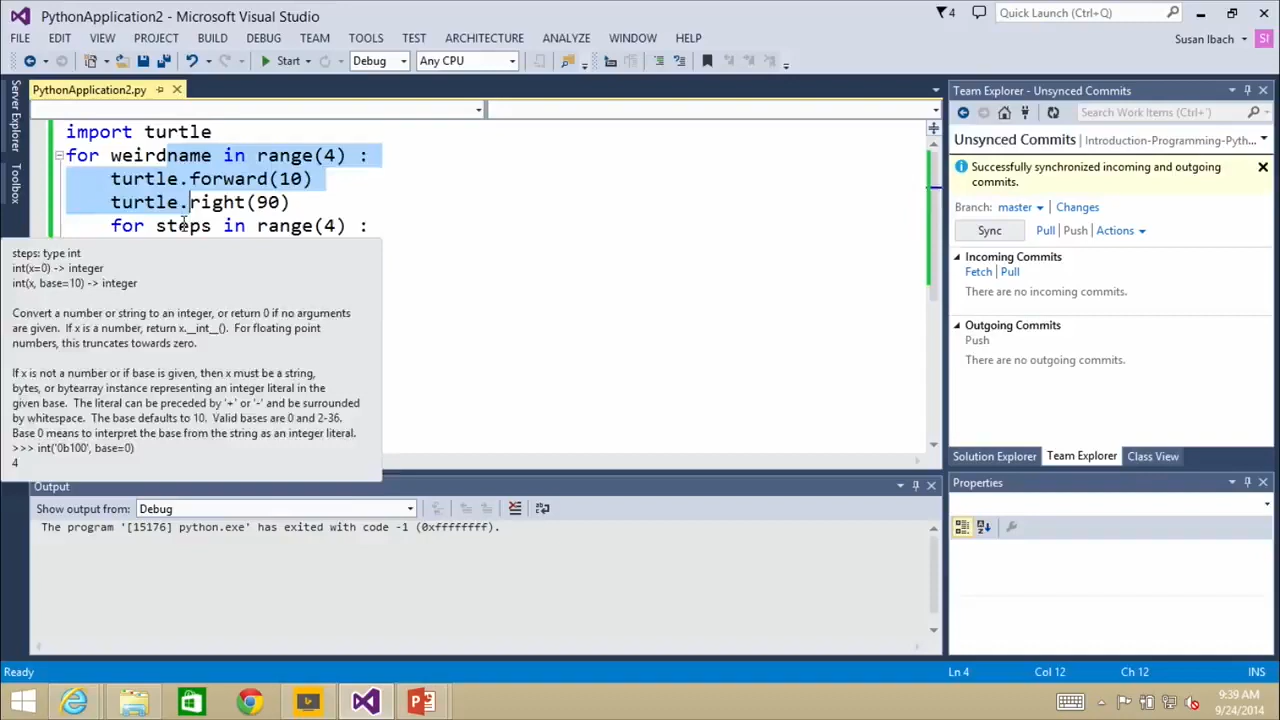 PythonApplication2 - Microsoft Visual Studio
4
Quick Launch (Ctrl+Q)
FILE EDIT VIEW PROJECT BUILD DEBUG TEAM TOOLS TEST ARCHITECTURE ANALYZE WINDOW HELP
Susan Ibach
SI
Start
Debug
Any CPU
Server Explorer
Toolbox
PythonApplication2.py
import turtle
for weirdname in range(4) :
turtle.forward(10)
turtle.right(90)
for steps in range(4) :
steps: type int
int(x=0) -> integer
int(x, base=10) -> integer
Convert a number or string to an integer, or return 0 if no arguments
are given. If x is a number, return x.__int__(). For floating point
numbers, this truncates towards zero.
If x is not a number or if base is given, then x must be a string,
bytes, or bytearray instance representing an integer literal in the
given base. The literal can be preceded by '+' or '-' and be surrounded
by whitespace. The base defaults to 10. Valid bases are 0 and 2-36.
Base 0 means to interpret the base from the string as an integer literal.
>>> int('0b100', base=0)
4
Output
Show output from: Debug
The program '[15176] python.exe' has exited with code -1 (0xffffffff).
Team Explorer - Unsynced Commits
Search Work Items (Ctrl+')
Unsynced Commits | Introduction-Programming-Pyth...
Successfully synchronized incoming and outgoing
commits.
Branch: master Changes
Sync Pull Push Actions
Incoming Commits
Fetch | Pull
There are no incoming commits.
Outgoing Commits
Push
There are no outgoing commits.
Solution Explorer Team Explorer Class View
Properties
Ready
Ln 4 Col 12 Ch 12 INS
9:39 AM
9/24/2014